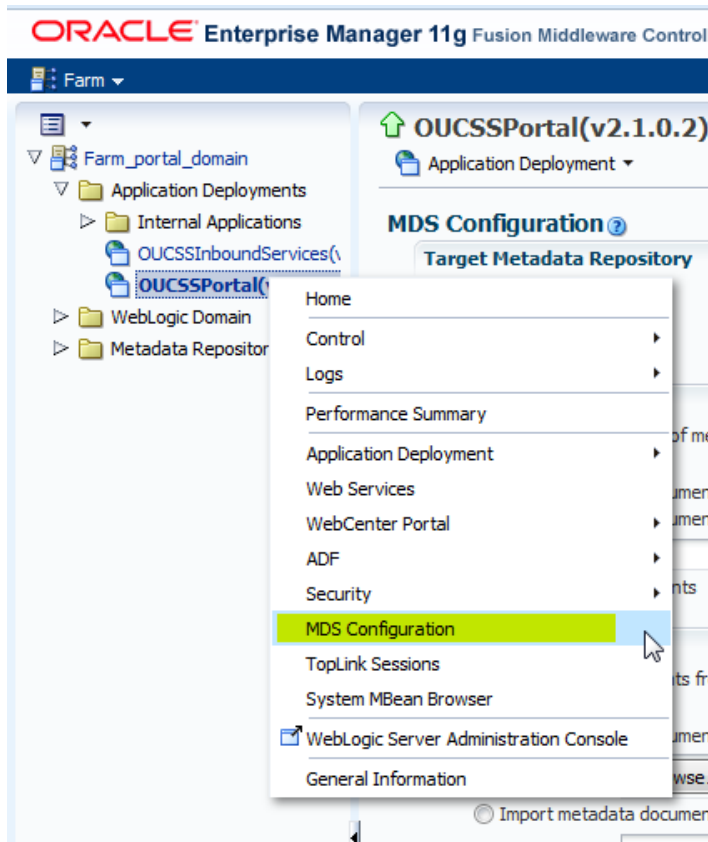 ORACLE Enterprise Manager 11g Fusion Middleware Control
Farm
OUCSSPortal(v2.1.0.2)
Farm_portal_domain
Application Deployment
Application Deployments
Internal Applications
MDS Configuration
OUCSSInboundServices(v
Target Metadata Repository
OUCSSPortal(
WebLogic Domain
Metadata Repositor
Home
Control
Logs
Performance Summary
Application Deployment
Web Services
WebCenter Portal
ADF
Security
MDS Configuration
TopLink Sessions
System MBean Browser
WebLogic Server Administration Console
General Information
Import metadata documen